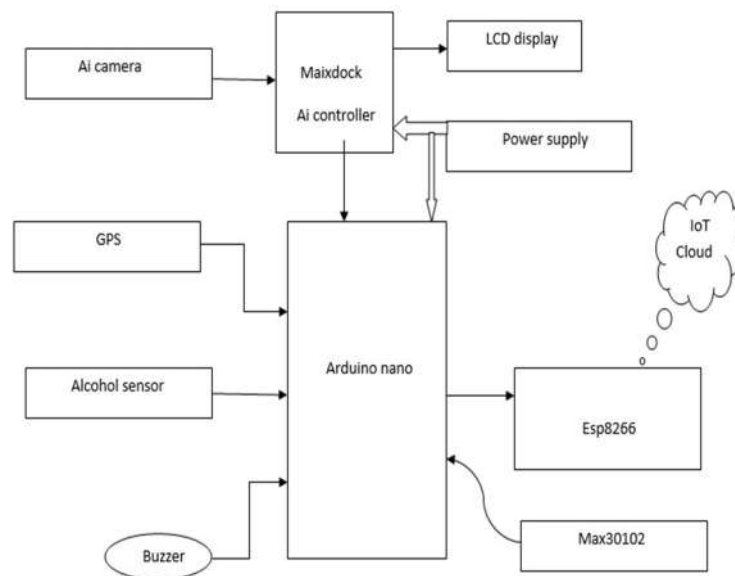 Ai camera
Maixdock
Ai controller
LCD display
Power supply
GPS
IoT
Cloud
Alcohol sensor
Arduino nano
Esp8266
Buzzer
Max30102